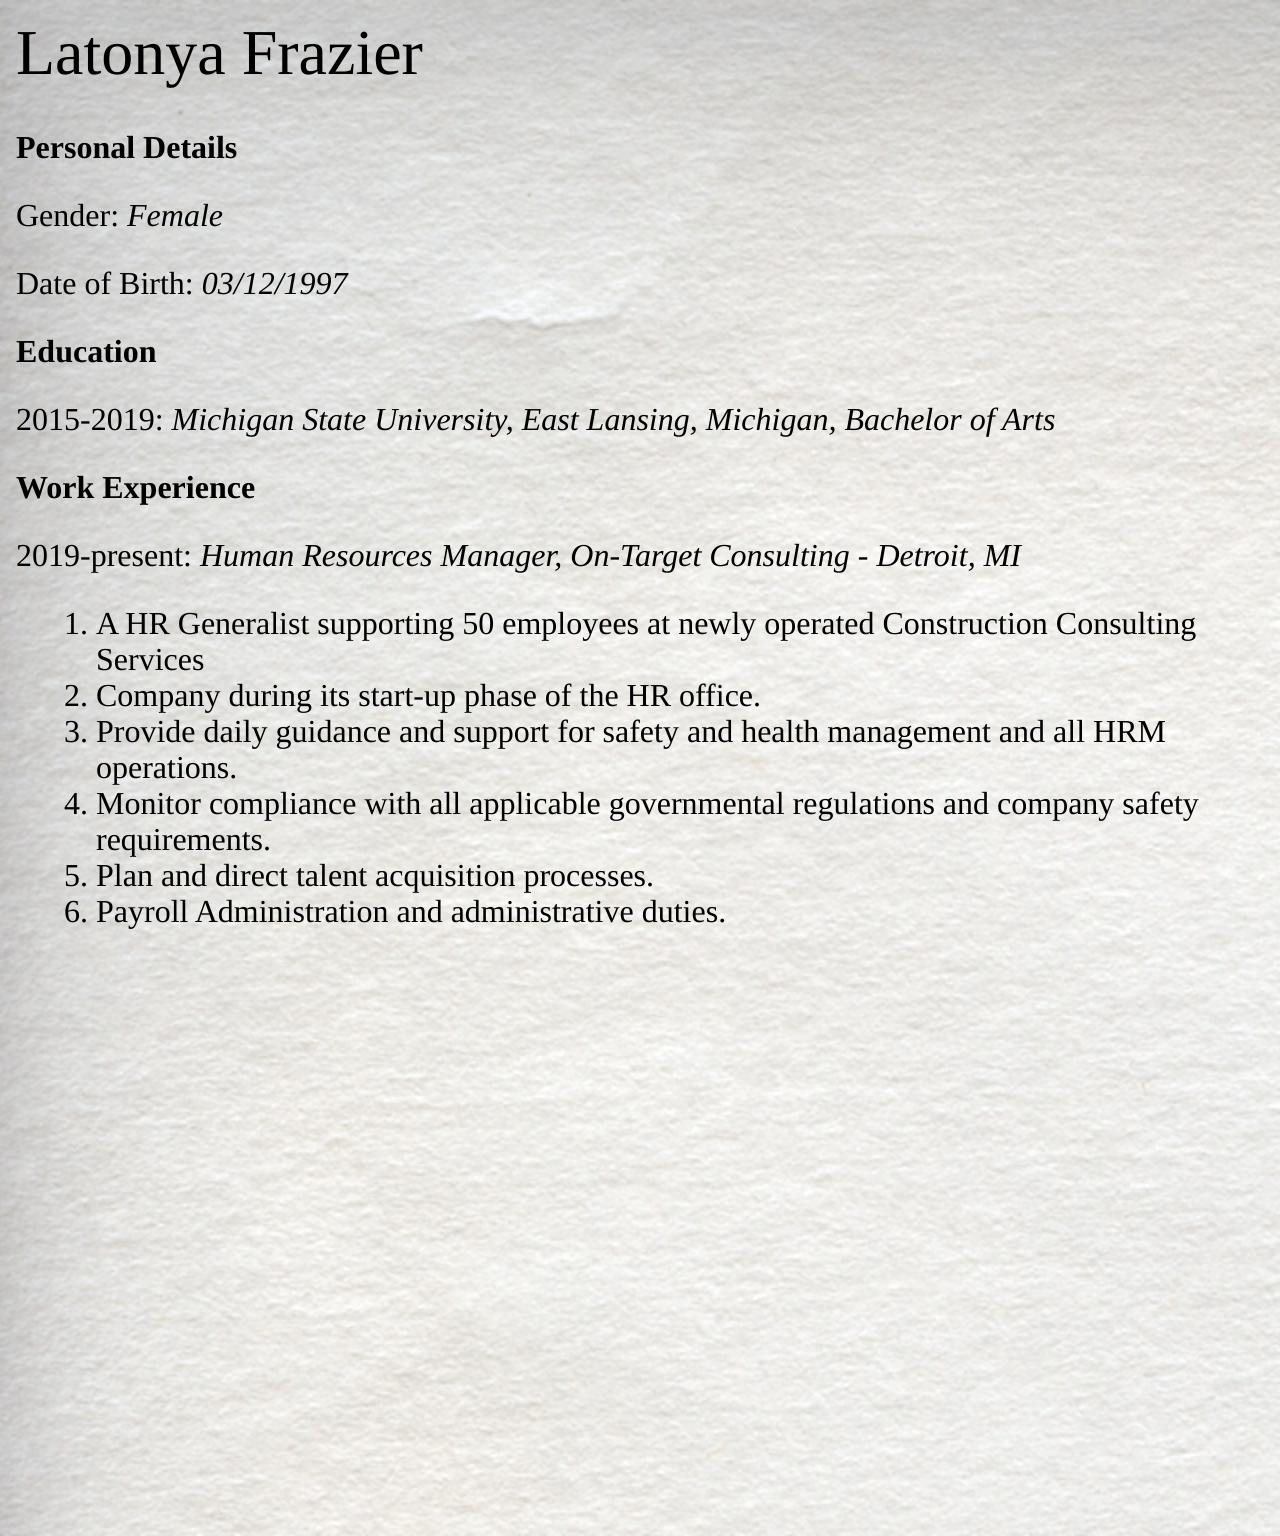 Latonya Frazier
Personal Details
Gender: Female
Date of Birth: 03/12/1997
Education
2015-2019: Michigan State University, East Lansing, Michigan, Bachelor of Arts
Work Experience
2019-present: Human Resources Manager, On-Target Consulting - Detroit, MI
1. A HR Generalist supporting 50 employees at newly operated Construction Consulting
Services
2. Company during its start-up phase of the HR office.
3. Provide daily guidance and support for safety and health management and all HRM
operations.
4. Monitor compliance with all applicable governmental regulations and company safety
requirements.
5. Plan and direct talent acquisition processes.
6. Payroll Administration and administrative duties.